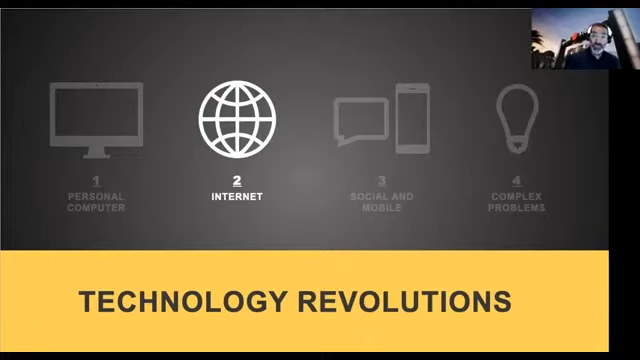 1
PERSONAL
COMPUTER
2
INTERNET
3
SOCIAL AND
MOBILE
4
COMPLEX
PROBLEMS
TECHNOLOGY REVOLUTIONS